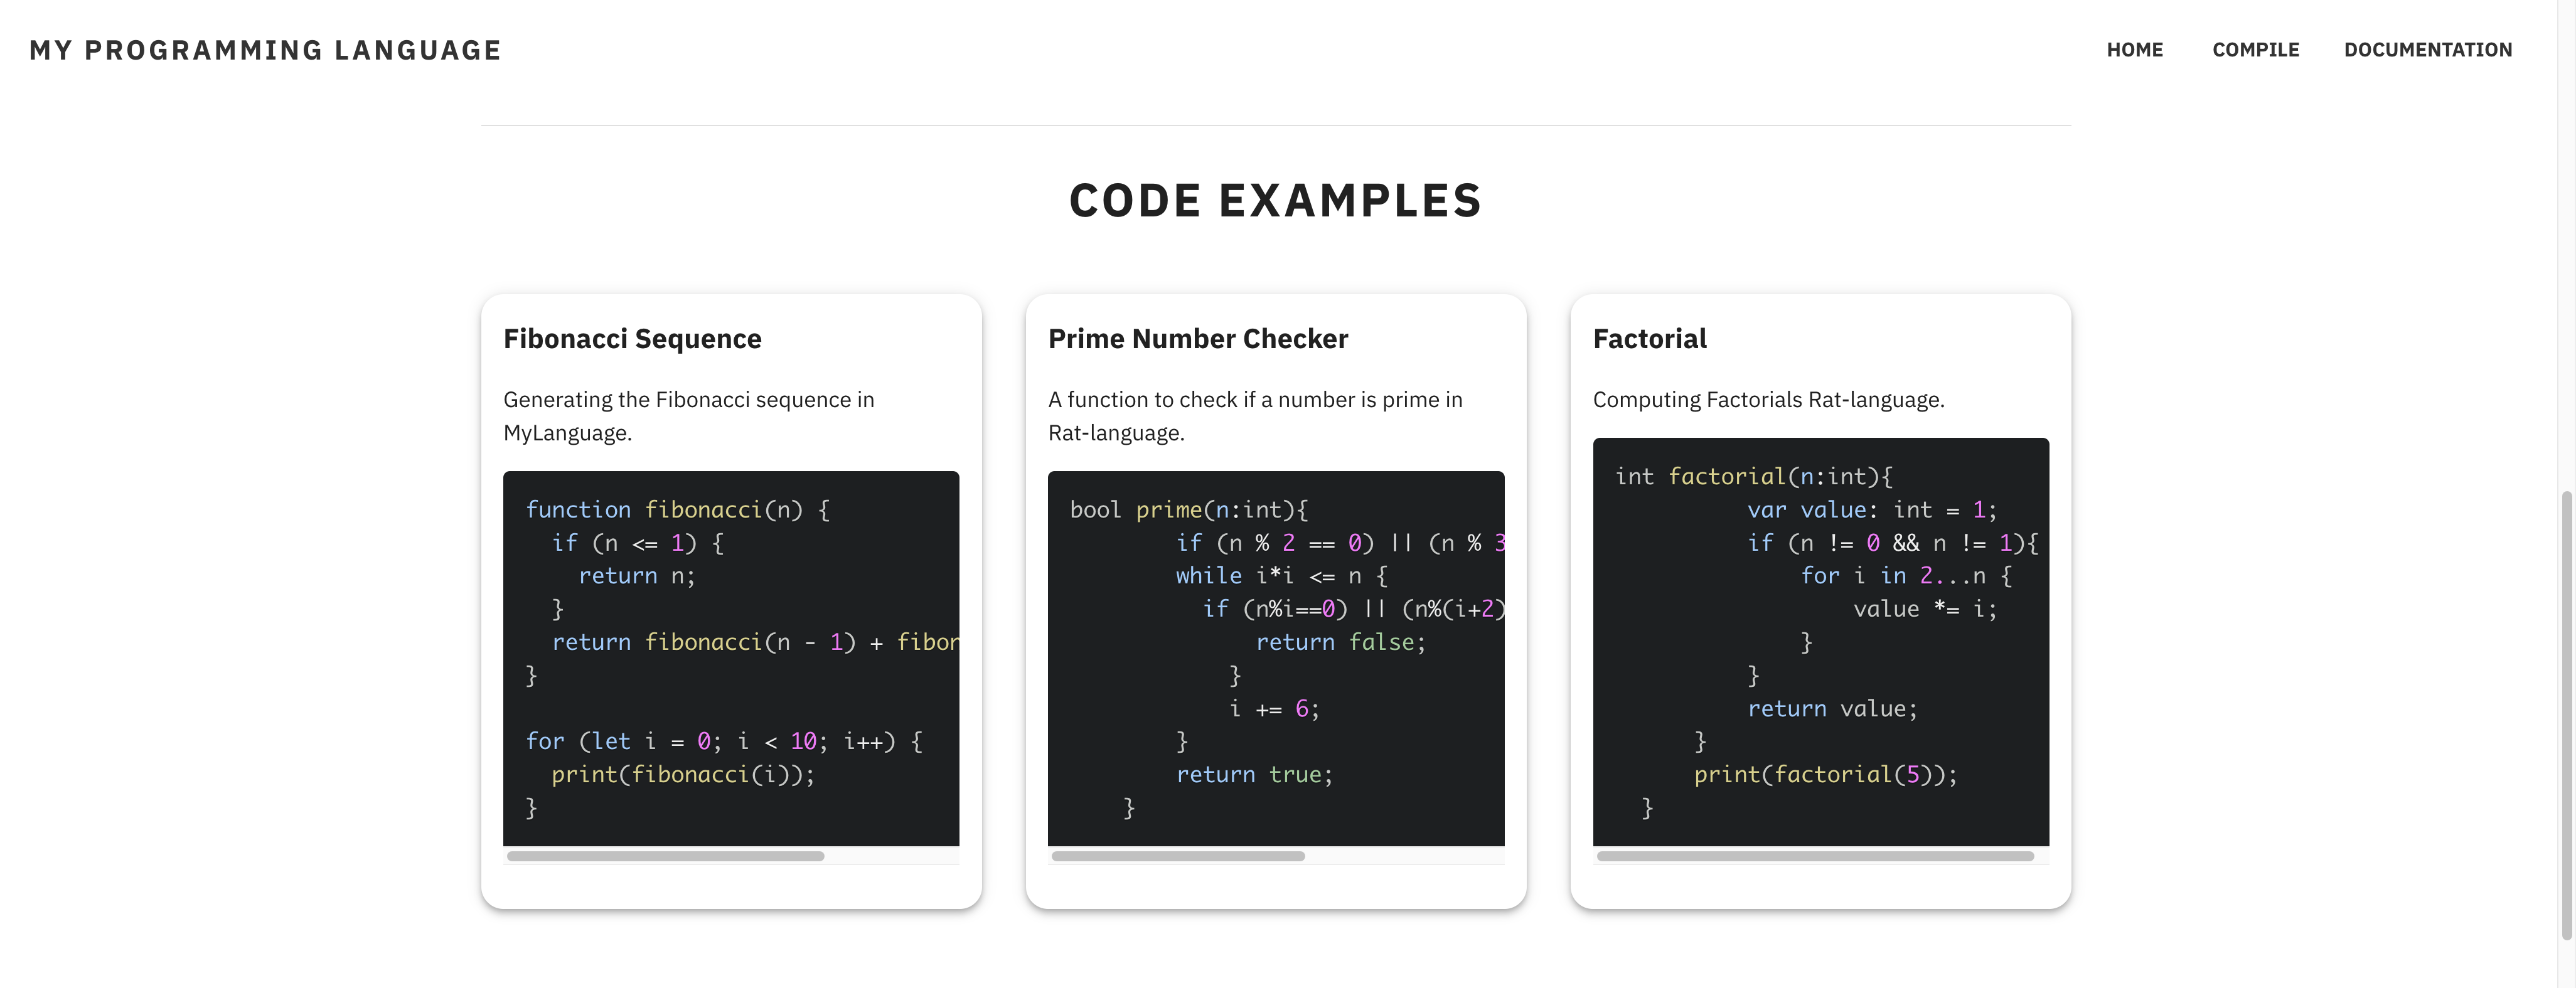 MY PROGRAMMING LANGUAGE
HOME COMPILE DOCUMENTATION
CODE EXAMPLES
Fibonacci Sequence
Generating the Fibonacci sequence in
MyLanguage.
function fibonacci(n) {
  if (n <= 1) {
    return n;
  }
  return fibonacci(n - 1) + fibon
}
for (let i = 0; i < 10; i++) {
  print(fibonacci(i));
}
Prime Number Checker
A function to check if a number is prime in
Rat-language.
bool prime(n:int){
        if (n % 2 == 0) || (n % 3
        while i*i <= n {
          if (n%i==0) || (n%(i+2)
              return false;
            }
            i += 6;
        }
        return true;
    }
Factorial
Computing Factorials Rat-language.
int factorial(n:int){
          var value: int = 1;
          if (n != 0 && n != 1){
              for i in 2...n {
                  value *= i;
              }
          }
          return value;
      }
      print(factorial(5));
  }